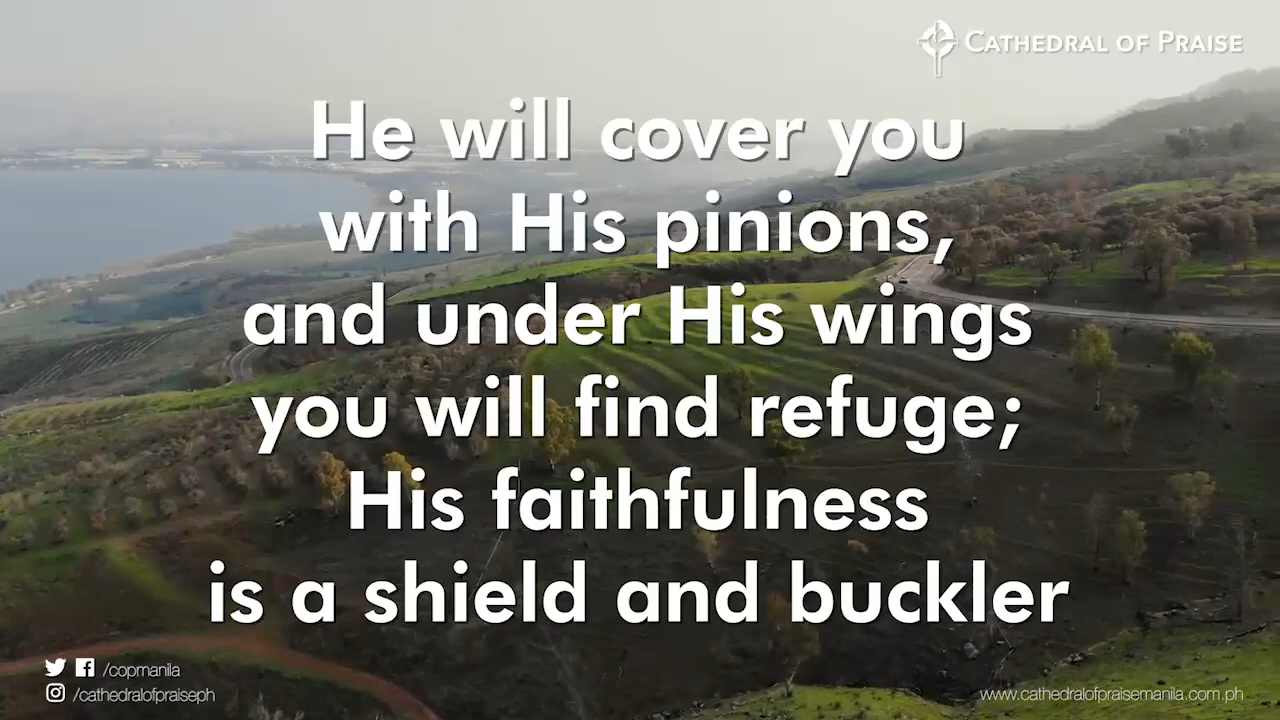 CATHEDRAL OF PRAISE
He will cover you
with His pinions,
and under His wings
you will find refuge;
His faithfulness
is a shield and buckler
/copmanila
/cathedralofpraiseph
www.cathedralofpraisemanila.com.ph